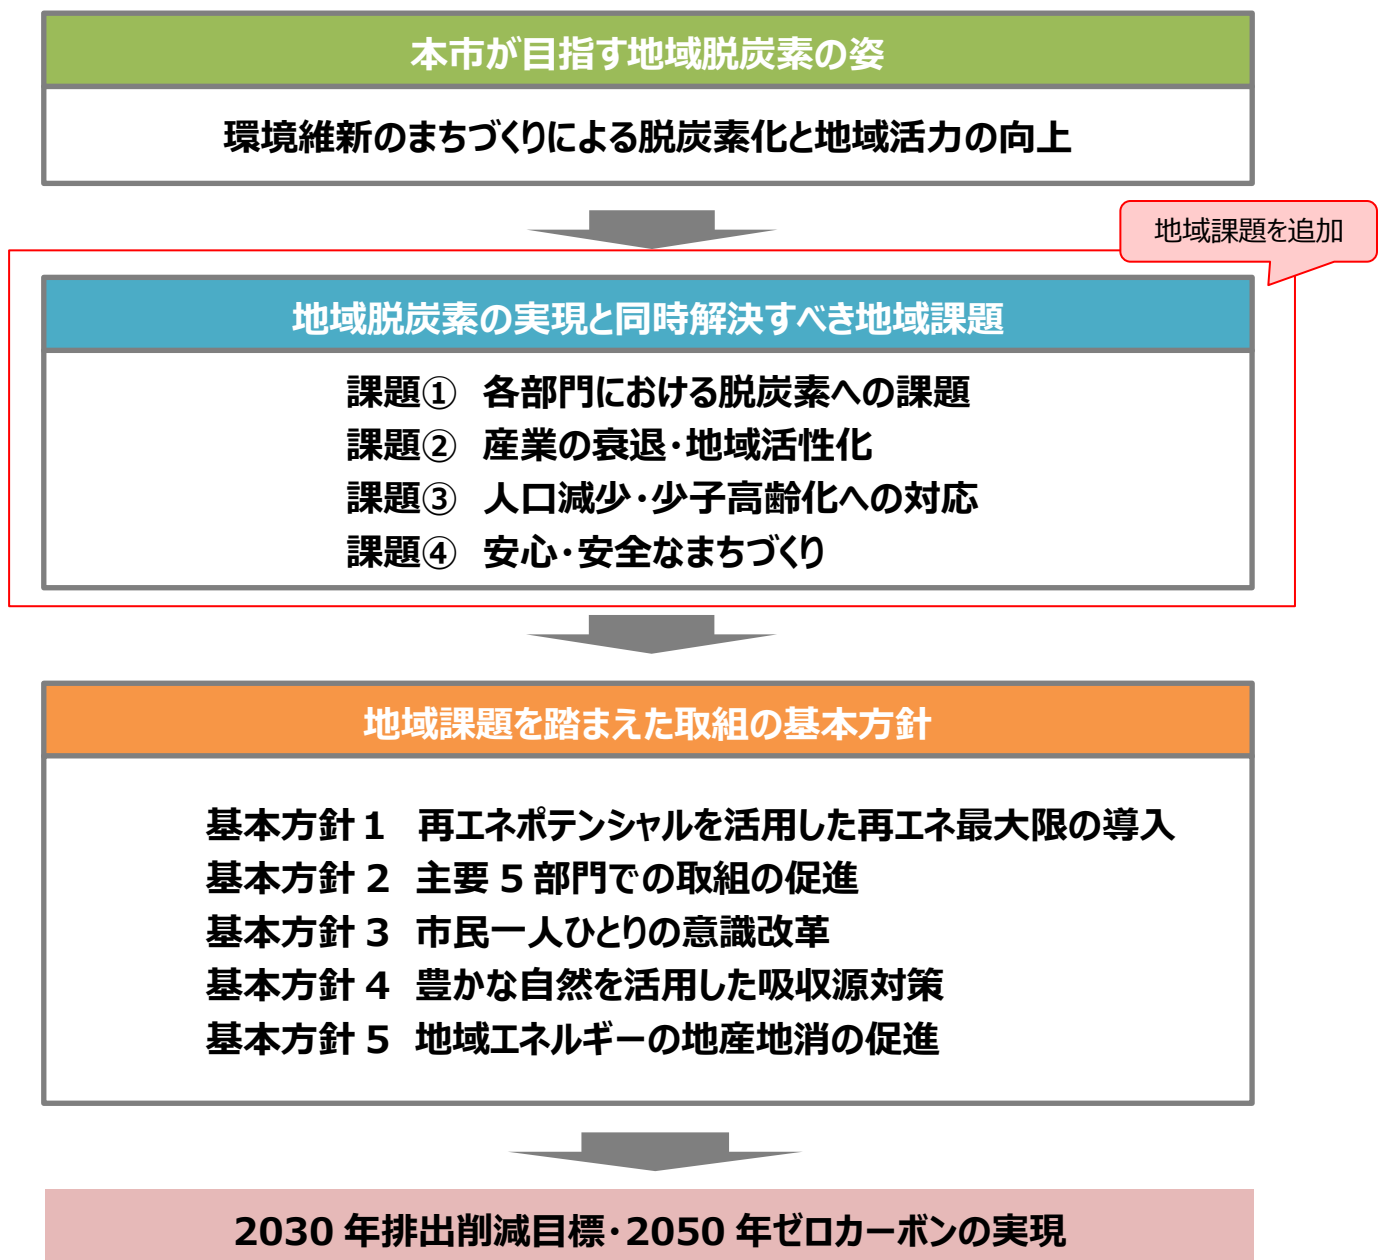 本市が目指す地域脱炭素の姿
環境維新のまちづくりによる脱炭素化と地域活力の向上
地域課題を追加
地域脱炭素の実現と同時解決すべき地域課題
課題① 各部門における脱炭素への課題
課題② 産業の衰退・地域活性化
課題③ 人口減少・少子高齢化への対応
課題④ 安心・安全なまちづくり
地域課題を踏まえた取組の基本方針
基本方針１ 再エネポテンシャルを活用した再エネ最大限の導入
基本方針２ 主要５部門での取組の促進
基本方針３ 市民一人ひとりの意識改革
基本方針４ 豊かな自然を活用した吸収源対策
基本方針５ 地域エネルギーの地産地消の促進
2030 年排出削減目標・2050 年ゼロカーボンの実現